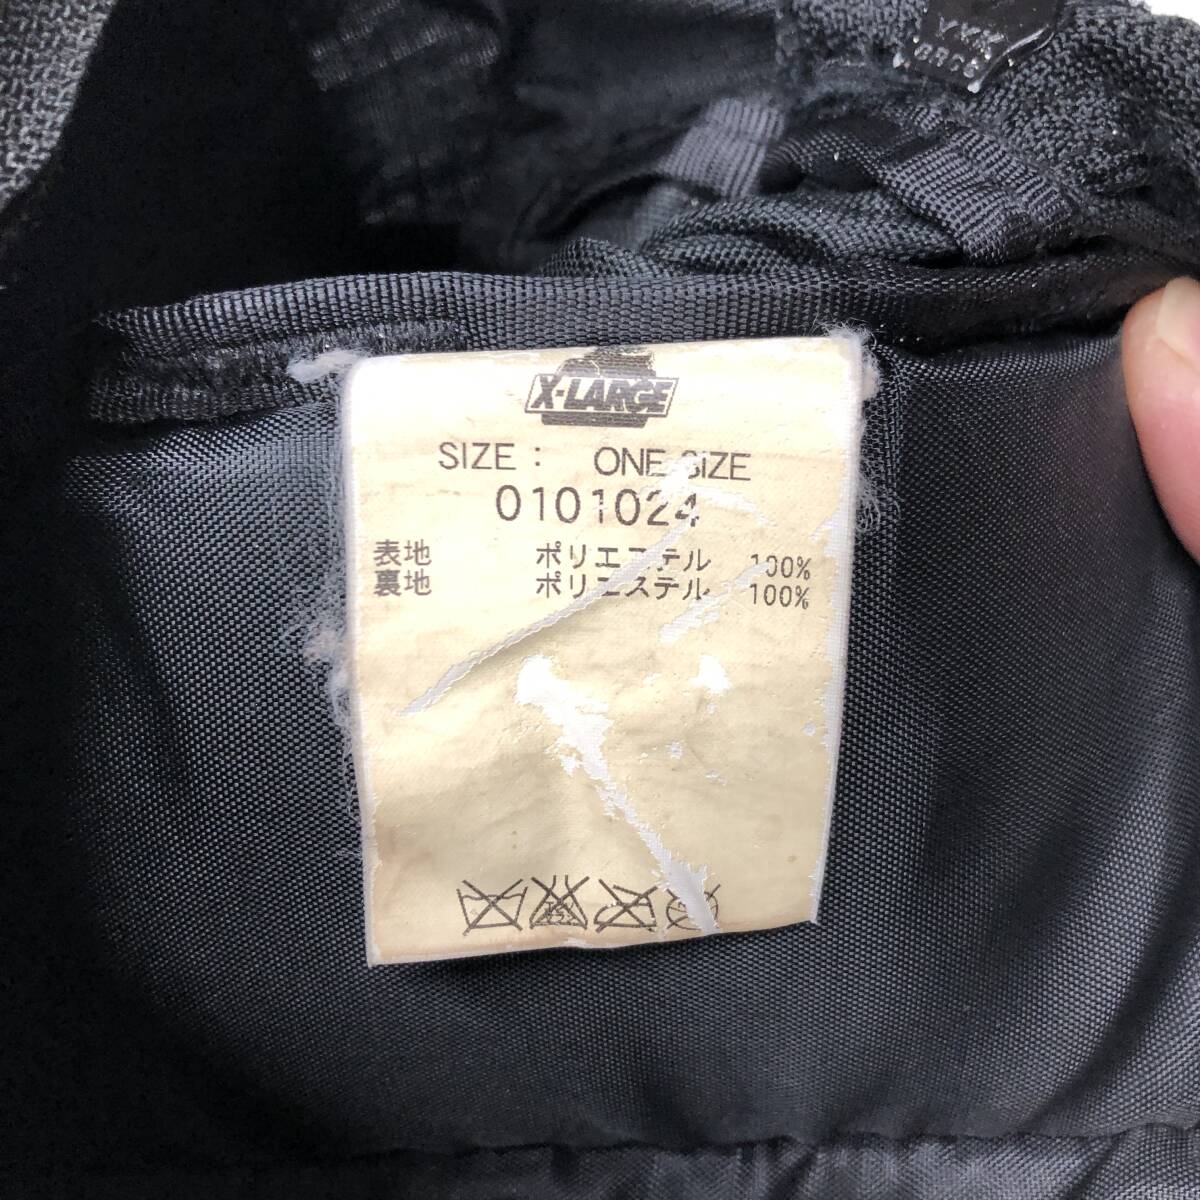 YKK
X-LARGE
SIZE : ONE SIZE
0101024
表地 ポリエステル 100%
裏地 ポリエステル 100%